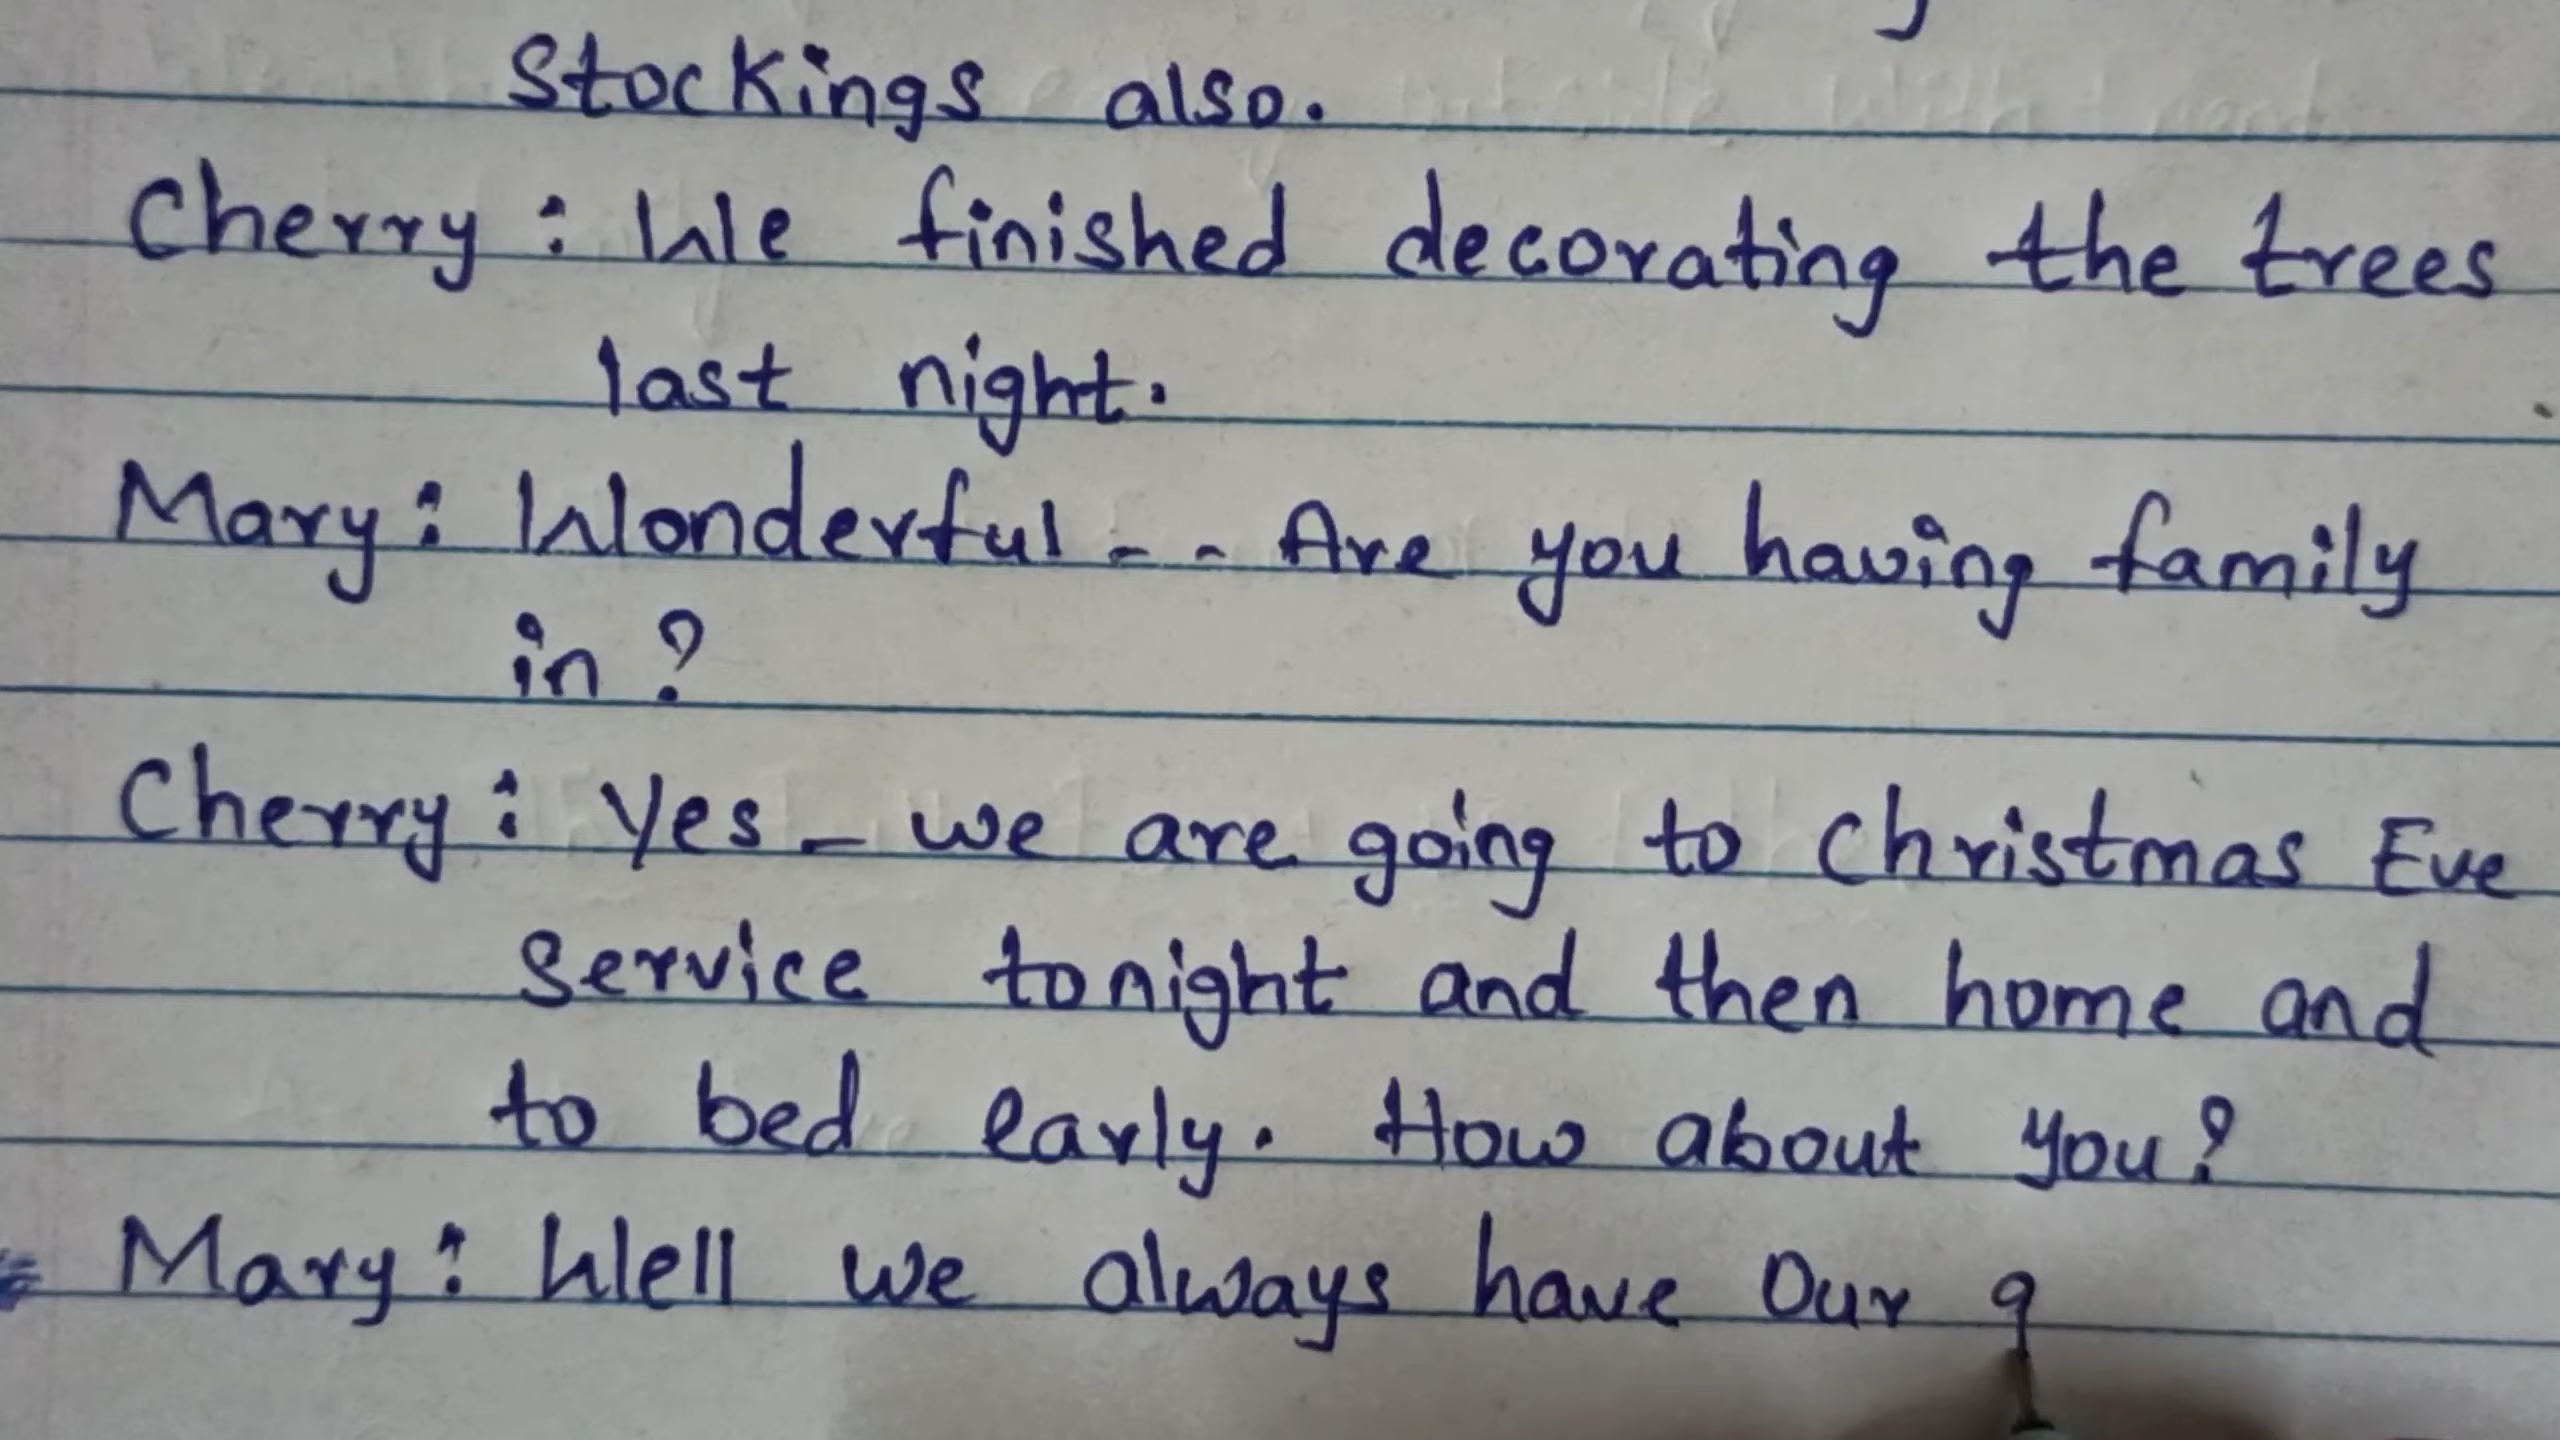 Stockings also.
Cherry : We finished decorating the trees
last night.
Mary : Wonderful - - Are you having family
in ?
Cherry : Yes - we are going to Christmas Eve
Service tonight and then home and
to bed early. How about you?
Mary : Well we always have Our g